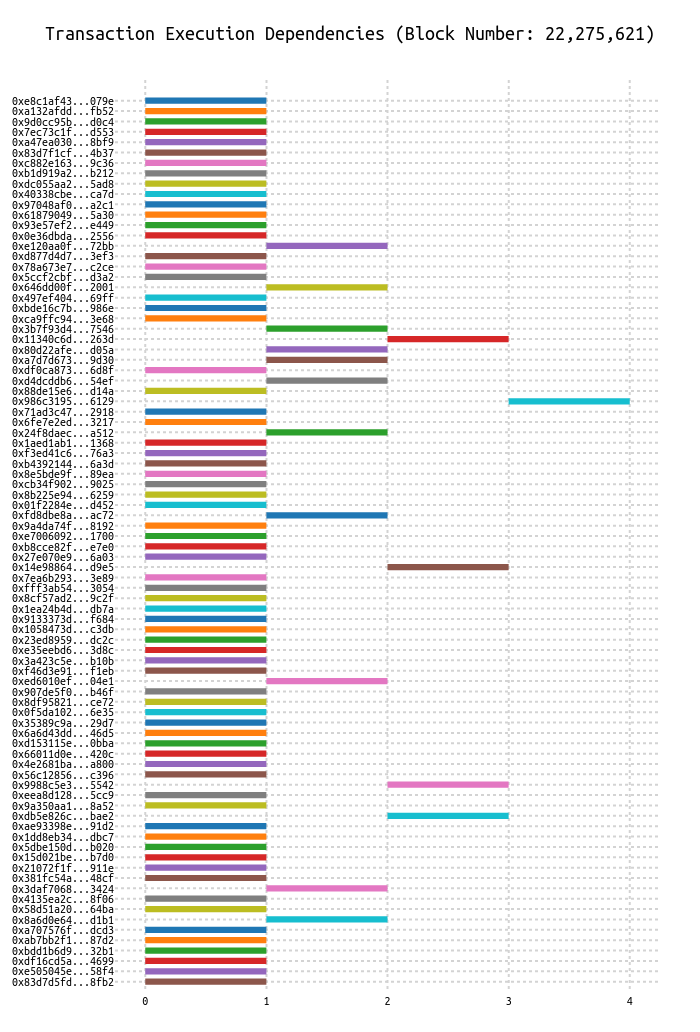 Transaction Execution Dependencies (Block Number: 22,275,621)
0xe8c1af43...079e
0xa132afdd...fb52
0x9d0cc95b...d0c4
0x7ec73c1f...d553
0xa47ea030...8bf9
0x83d7f1cf...4b37
0xc882e163...9c36
0xb1d919a2...b212
0xdc055aa2...5ad8
0x40338cbe...ca7d
0x97048af0...a2c1
0x61879049...5a30
0x93e57ef2...e449
0x0e36dbda...2556
0xe120aa0f...72bb
0xd877d4d7...3ef3
0x78a673e7...c2ce
0x5ccf2cbf...d3a2
0x646dd00f...2001
0x497ef404...69ff
0xbde16c7b...986e
0xca9ffc94...3e68
0x3b7f93d4...7546
0x11340c6d...263d
0x80d22afe...d05a
0xa7d7d673...9d30
0xdf0ca873...6d8f
0xd4dcddb6...54ef
0x88de15e6...d14a
0x986c3195...6129
0x71ad3c47...2918
0x6fe7e2ed...3217
0x24f8daec...a512
0x1aed1ab1...1368
0xf3ed41c6...76a3
0xb4392144...6a3d
0x8e5bde9f...89ea
0xcb34f902...9025
0x8b225e94...6259
0x01f2284e...d452
0xfd8dbe8a...ac72
0x9a4da74f...8192
0xe7006092...1700
0xb8cce82f...e7e0
0x27e070e9...6a03
0x14e98864...d9e5
0x7ea6b293...3e89
0xfff3ab54...3054
0x8cf57ad2...9c2f
0x1ea24b4d...db7a
0x9133373d...f684
0x1058473d...c3db
0x23ed8959...dc2c
0xe35eebd6...3d8c
0x3a423c5e...b10b
0xf46d3e91...f1eb
0xed6010ef...04e1
0x907de5f0...b46f
0x8df95821...ce72
0x0f5da102...6e35
0x35389c9a...29d7
0x6a6d43dd...46d5
0xd153115e...0bba
0x66011d0e...420c
0x4e2681ba...a800
0x56c12856...c396
0x9988c5e3...5542
0xeea8d128...5cc9
0x9a350aa1...8a52
0xdb5e826c...bae2
0xae93398e...91d2
0x1dd8eb34...dbc7
0x5dbe150d...b020
0x15d021be...b7d0
0x21072f1f...911e
0x381fc54a...48cf
0x3daf7068...3424
0x4135ea2c...8f06
0x58d51a20...64ba
0x8a6d0e64...d1b1
0xa707576f...dcd3
0xab7bb2f1...87d2
0xbdd1b6d9...32b1
0xdf16cd5a...4699
0xe505045e...58f4
0x83d7d5fd...8fb2
0 1 2 3 4